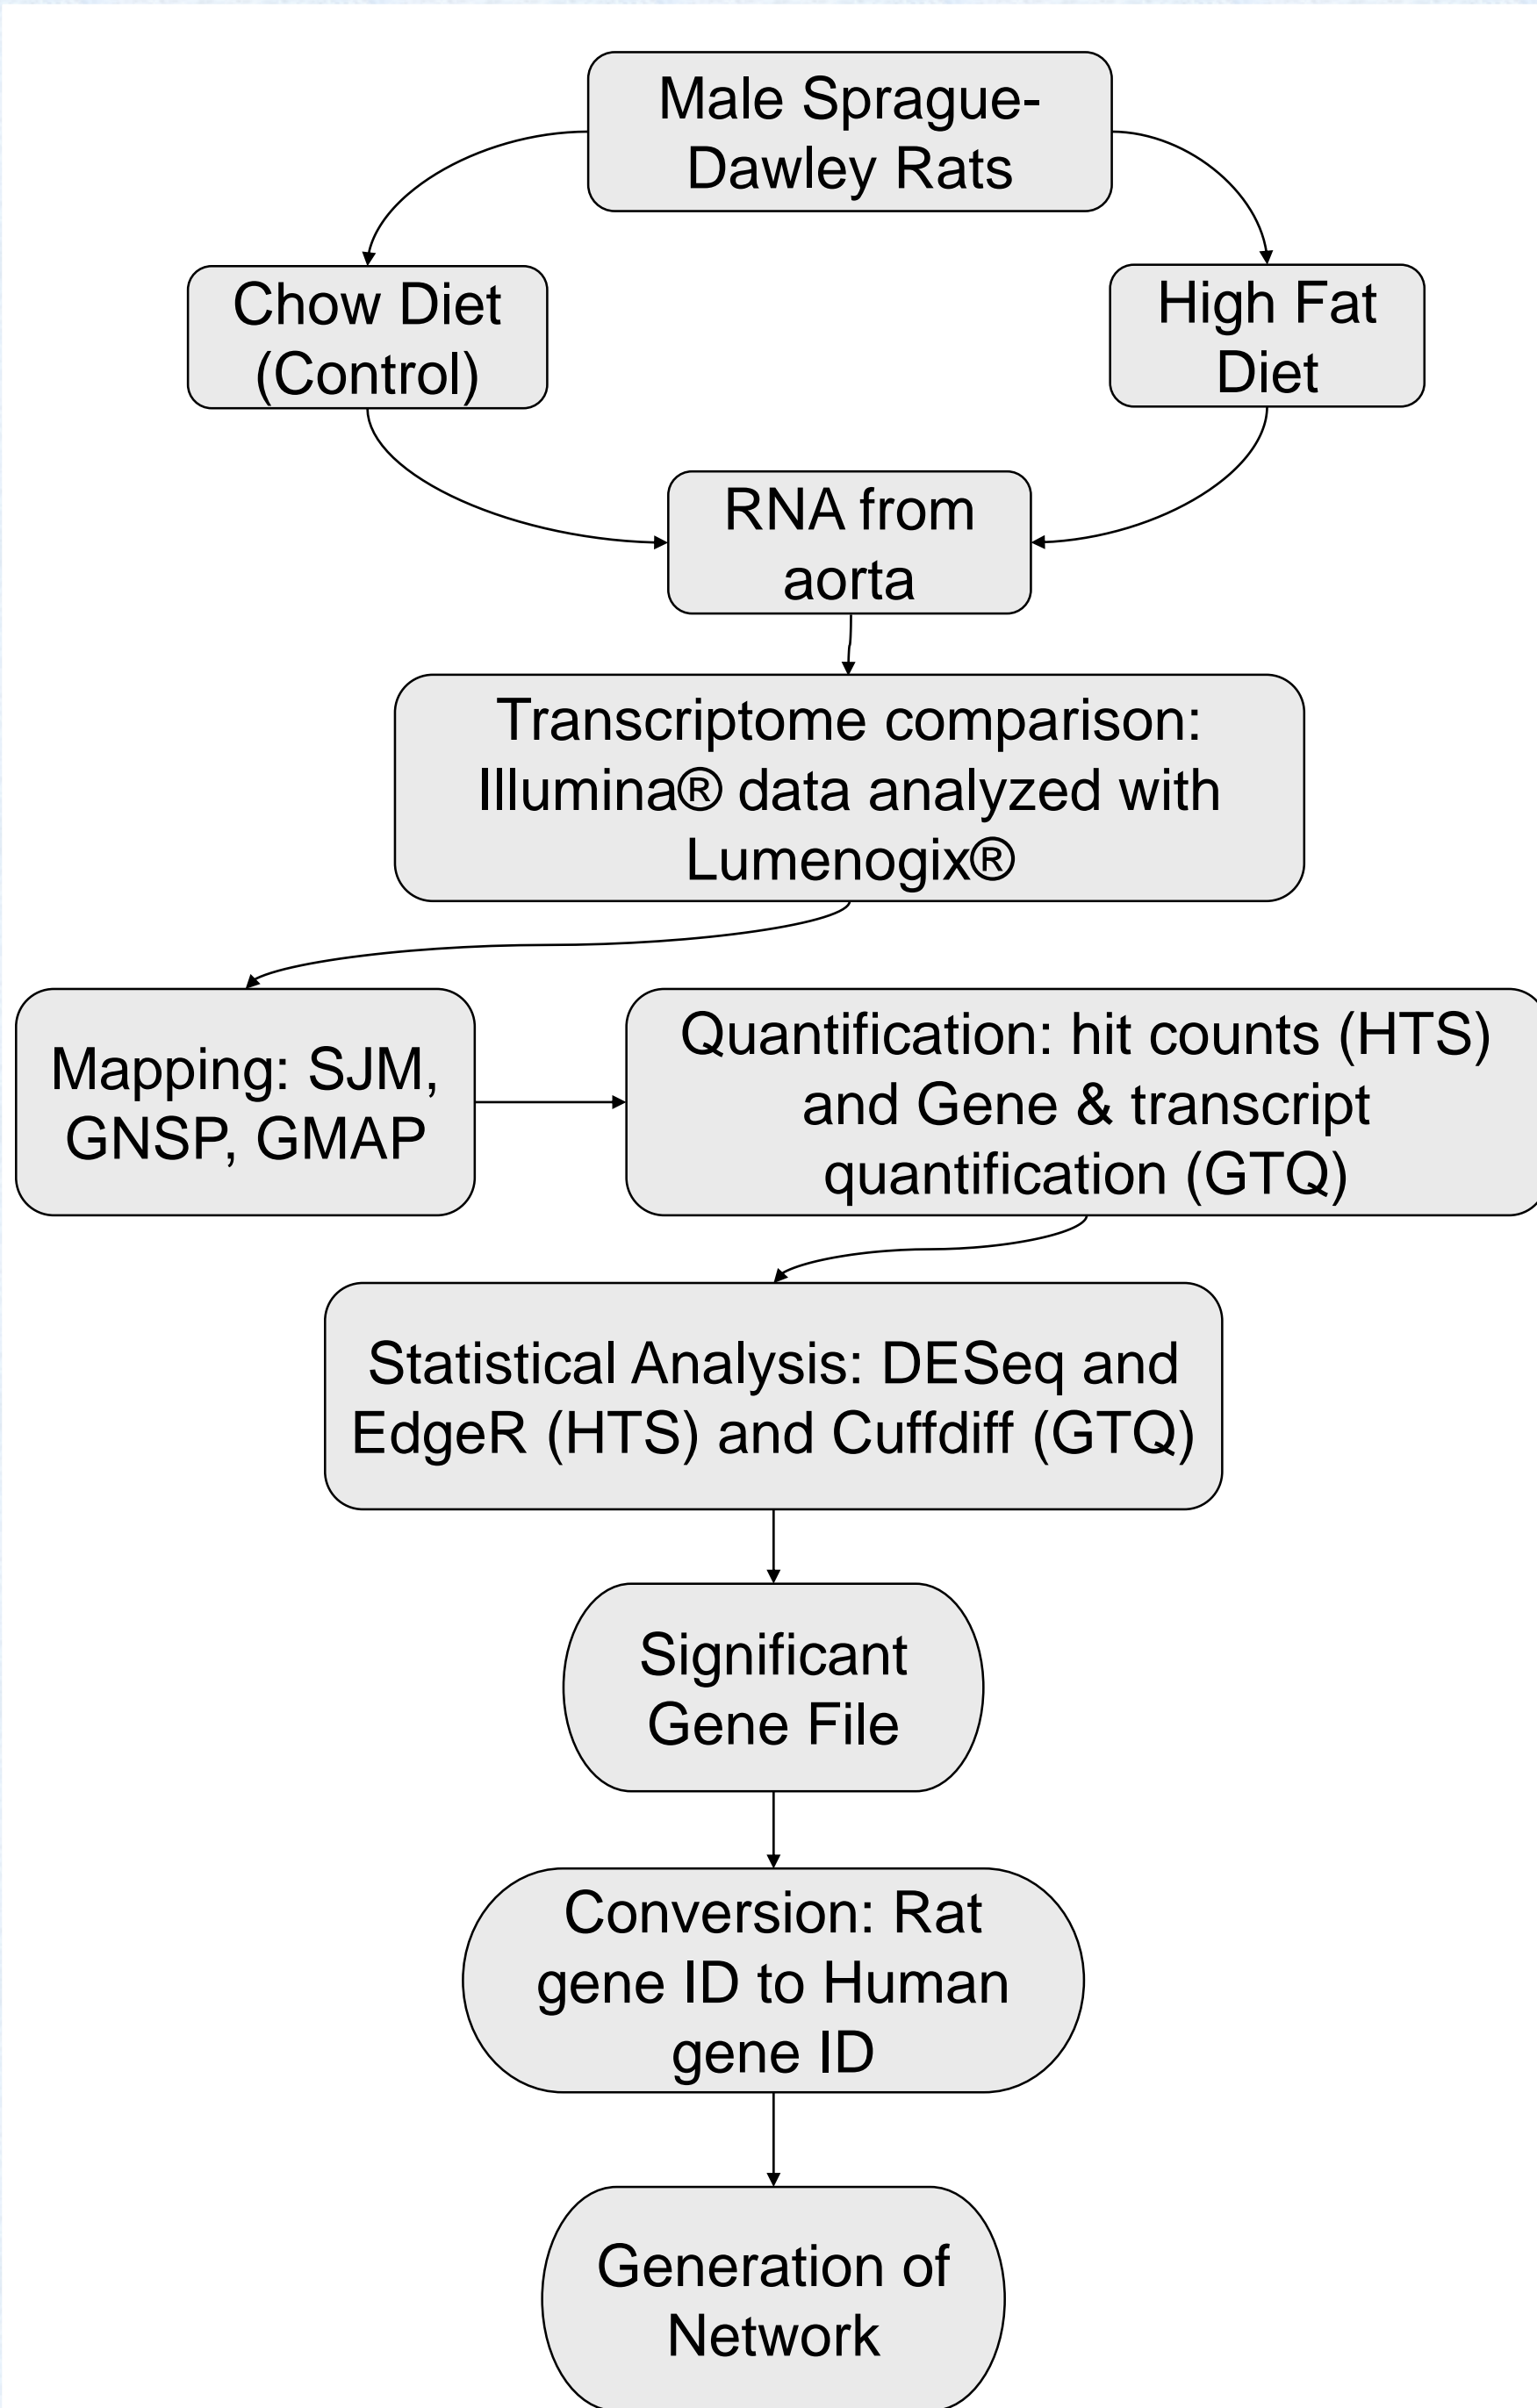 Male Sprague-
Dawley Rats
Chow Diet
(Control)
High Fat
Diet
RNA from
aorta
Transcriptome comparison:
Illumina® data analyzed with
Lumenogix®
Mapping: SJM,
GNSP, GMAP
Quantification: hit counts (HTS)
and Gene & transcript
quantification (GTQ)
Statistical Analysis: DESeq and
EdgeR (HTS) and Cuffdiff (GTQ)
Significant
Gene File
Conversion: Rat
gene ID to Human
gene ID
Generation of
Network